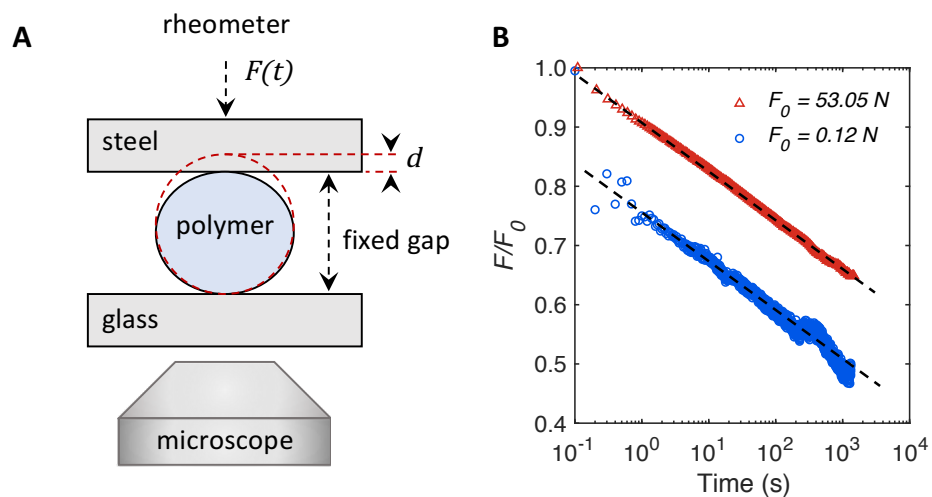 A
rheometer
F(t)
steel
d
polymer
fixed gap
glass
microscope
B
1.0
0.9
0.8
0.7
0.6
0.5
0.4
F/F₀
F₀ = 53.05 N
F₀ = 0.12 N
10⁻¹ 10⁰ 10¹ 10² 10³ 10⁴
Time (s)